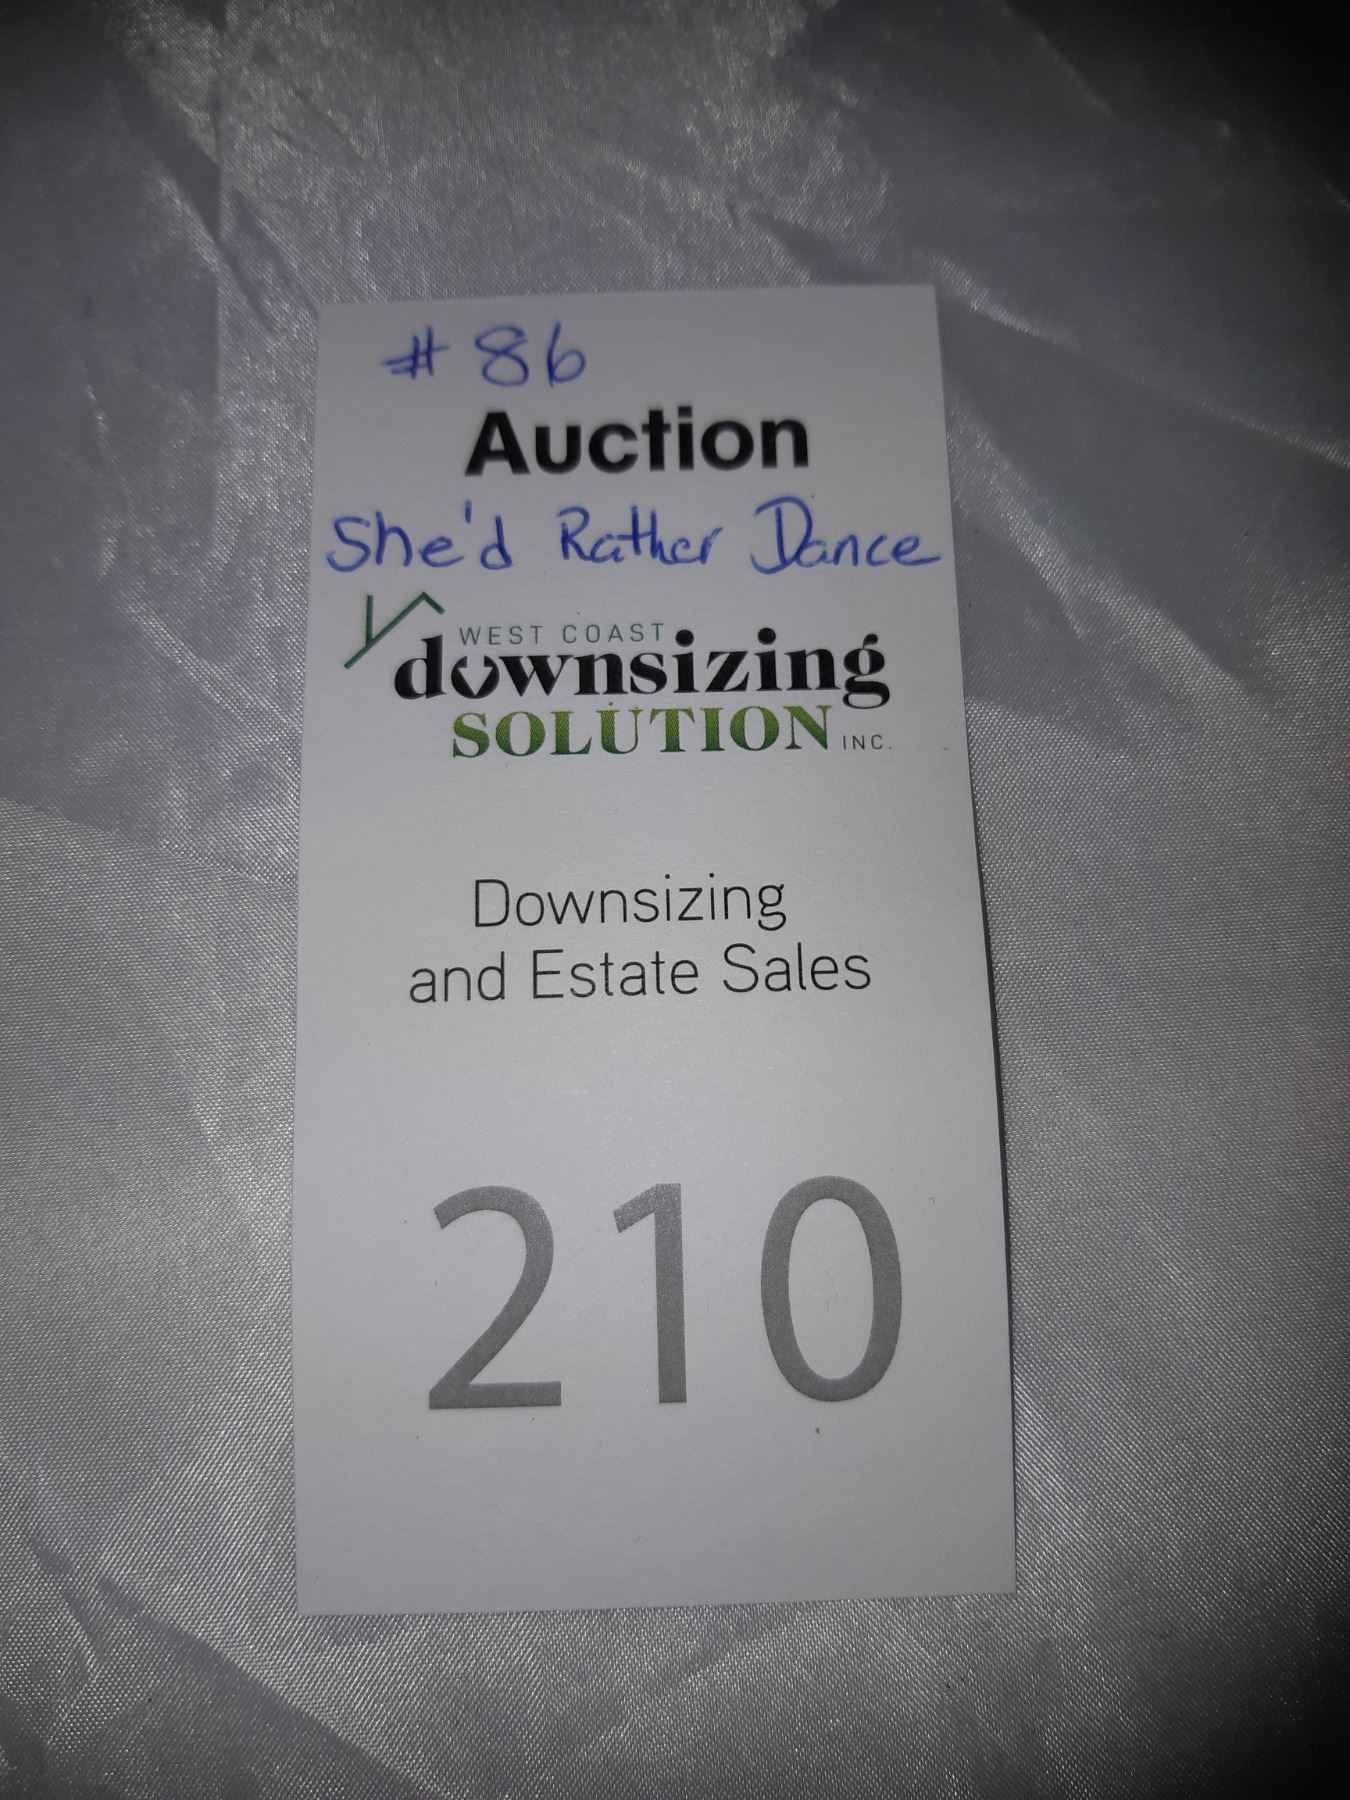 # 86
Auction
She'd Rather Dance
WEST COAST
downsizing
SOLUTION INC.
Downsizing
and Estate Sales
210